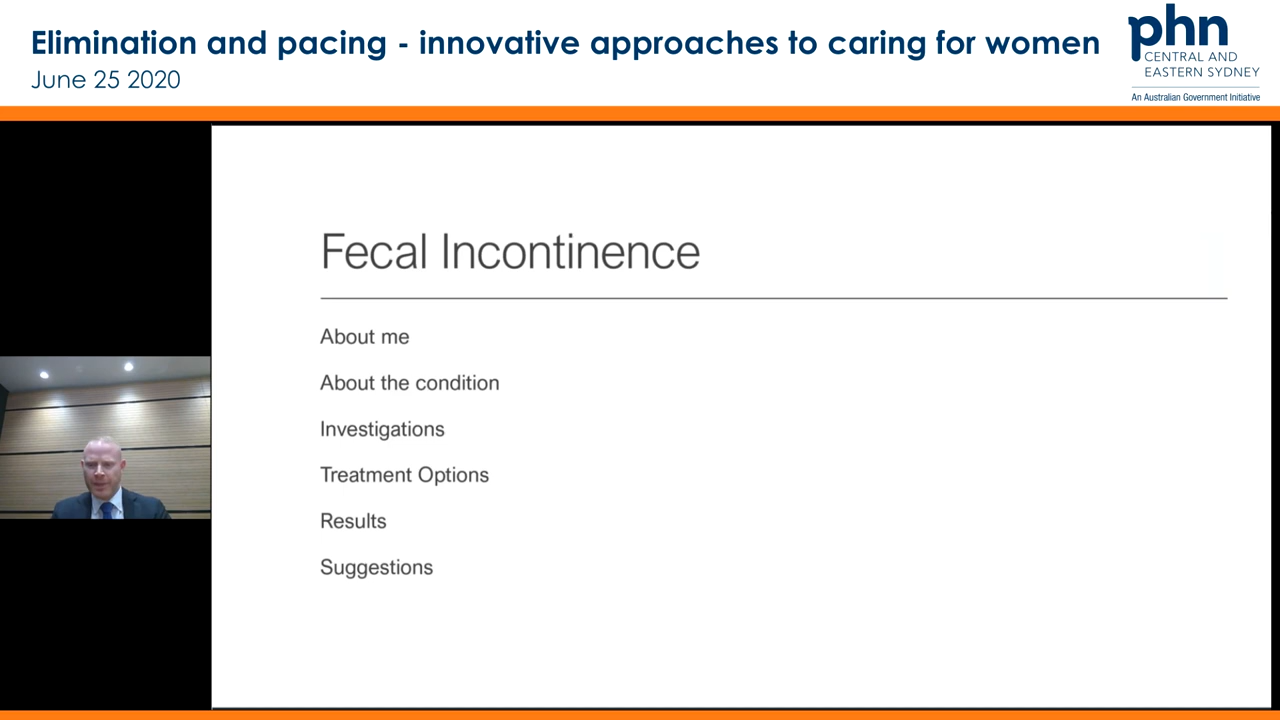 Elimination and pacing - innovative approaches to caring for women
June 25 2020
phn
CENTRAL AND
EASTERN SYDNEY
An Australian Government Initiative
Fecal Incontinence
About me
About the condition
Investigations
Treatment Options
Results
Suggestions